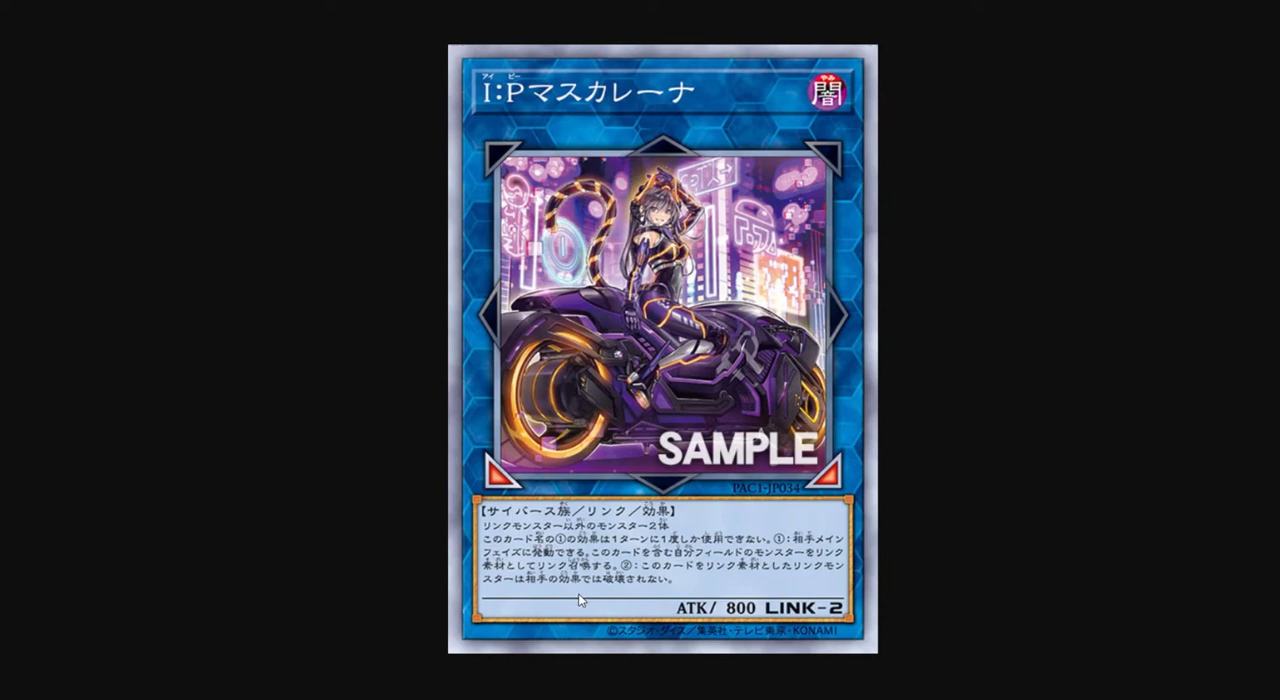 アイ ピー
I:Pマスカレーナ
やみ
闇
SAMPLE
PAC1-JP034
【サイバース族/リンク/効果】
リンクモンスター以外のモンスター2体
このカード名の①の効果は1ターンに1度しか使用できない。①:相手メイン
フェイズに発動できる。このカードを含む自分フィールドのモンスターをリンク
素材としてリンク召喚する。②:このカードをリンク素材としたリンクモン
スターは相手の効果では破壊されない。
ATK/ 800 LINK-2
©スタジオ・ダイス/集英社・テレビ東京・KONAMI